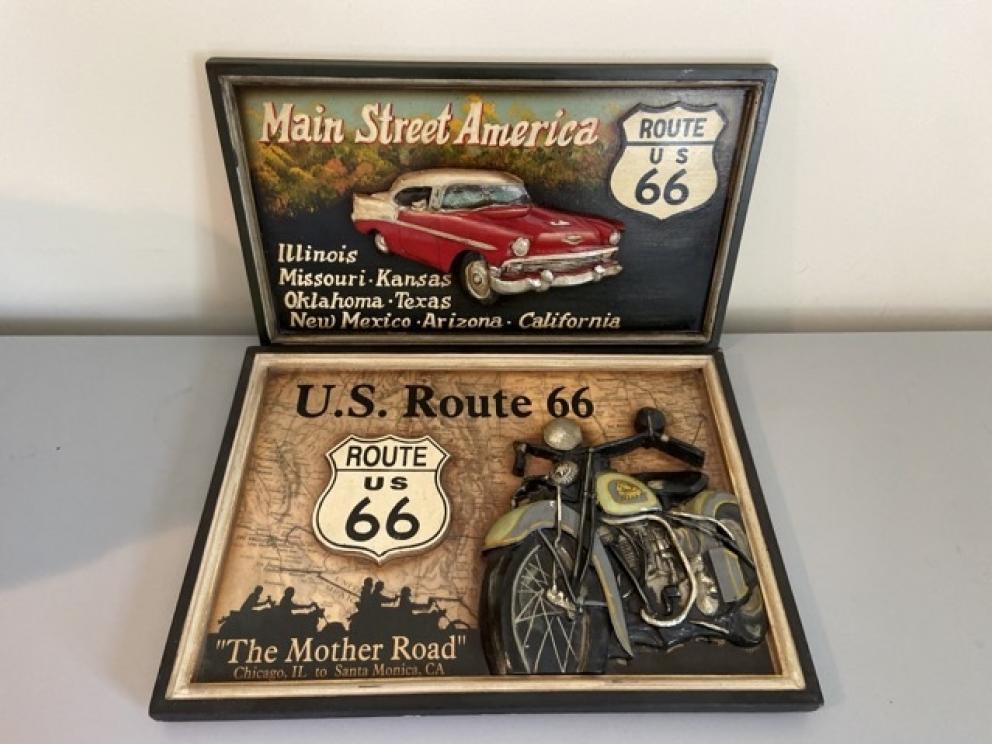 Main Street America
ROUTE
U S
66
Illinois
Missouri · Kansas
Oklahoma · Texas
New Mexico · Arizona · California
U.S. Route 66
ROUTE
US
66
"The Mother Road"
Chicago, IL to Santa Monica, CA